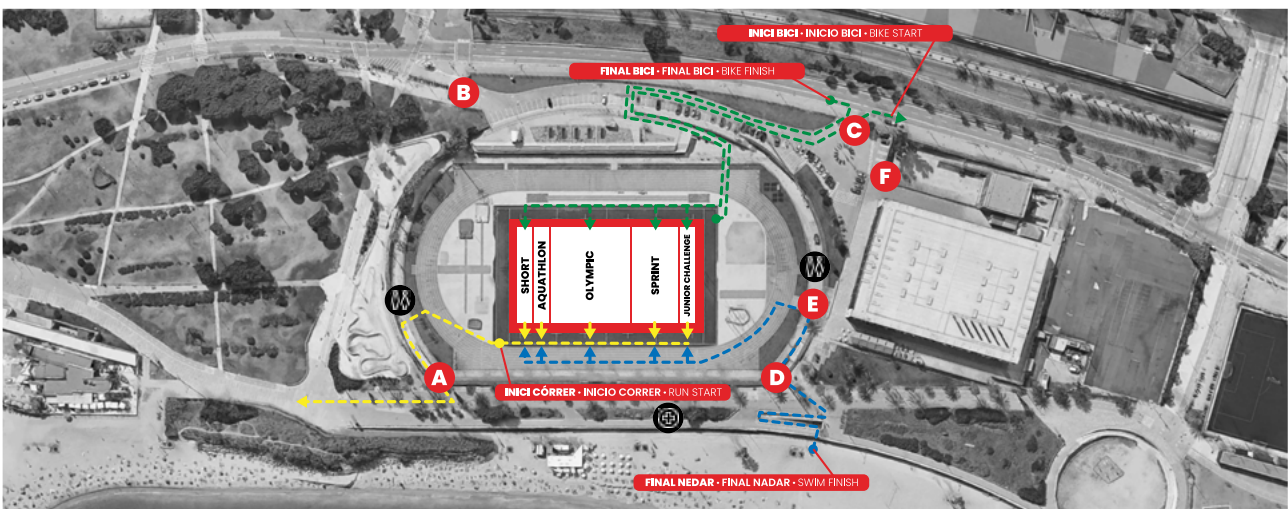 INICI BICI • INICIO BICI • BIKE START
FINAL BICI • FINAL BICI • BIKE FINISH
B
C
F
SHORT
AQUATHLON
OLYMPIC
SPRINT
JUNIOR CHALLENGE
E
A
D
INICI CÓRRER • INICIO CORRER • RUN START
FINAL NEDAR • FINAL NADAR • SWIM FINISH